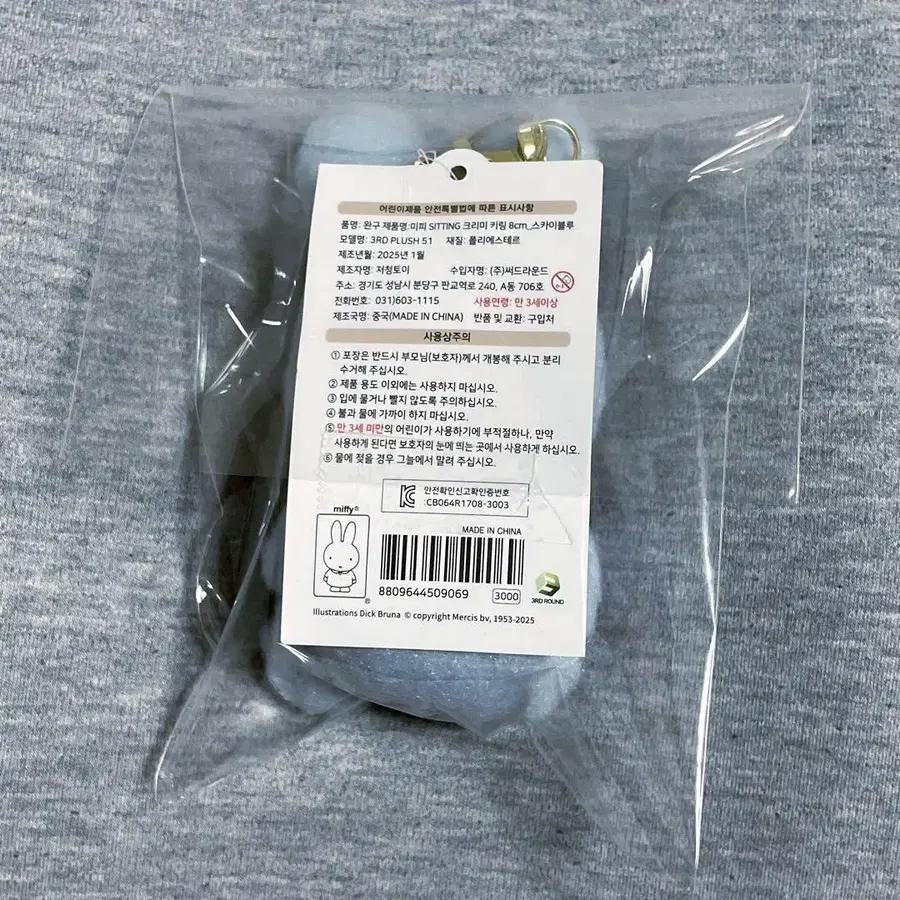 어린이제품 안전특별법에 따른 표시사항
품명: 완구 제품명:미피 SITTING 크리미 키링 8cm_스카이블루
모델명: 3RD PLUSH 51 재질: 폴리에스테르
제조년월: 2025년 1월
제조자명: 저청토이 수입자명: (주)써드라운드
주소: 경기도 성남시 분당구 판교역로 240, A동 706호
전화번호: 031)603-1115 사용연령: 만 3세이상
제조국명: 중국(MADE IN CHINA) 반품 및 교환: 구입처
사용상주의
① 포장은 반드시 부모님(보호자)께서 개봉해 주시고 분리
수거해 주십시오.
② 제품 용도 이외에는 사용하지 마십시오.
③ 입에 물거나 빨지 않도록 주의하십시오.
④ 불과 물에 가까이 하지 마십시오.
⑤ 만 3세 미만의 어린이가 사용하기에 부적절하나, 만약
사용하게 된다면 보호자의 눈에 띄는 곳에서 사용하게 하십시오.
⑥ 물에 젖을 경우 그늘에서 말려 주십시오.
안전확인신고확인증번호
:CB064R1708-3003
miffy®
MADE IN CHINA
8809644509069 3000
3RD ROUND
®
Illustrations Dick Bruna © copyright Mercis bv, 1953-2025